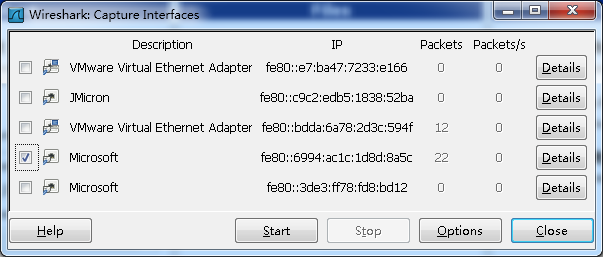 Wireshark: Capture Interfaces
Description IP Packets Packets/s
VMware Virtual Ethernet Adapter fe80::e7:ba47:7233:e166 0 0 Details
JMicron fe80::c9c2:edb5:1838:52ba 0 0 Details
VMware Virtual Ethernet Adapter fe80::bdda:6a78:2d3c:594f 12 0 Details
Microsoft fe80::6994:ac1c:1d8d:8a5c 22 0 Details
Microsoft fe80::3de3:ff78:fd8:bd12 0 0 Details
Help Start Stop Options Close